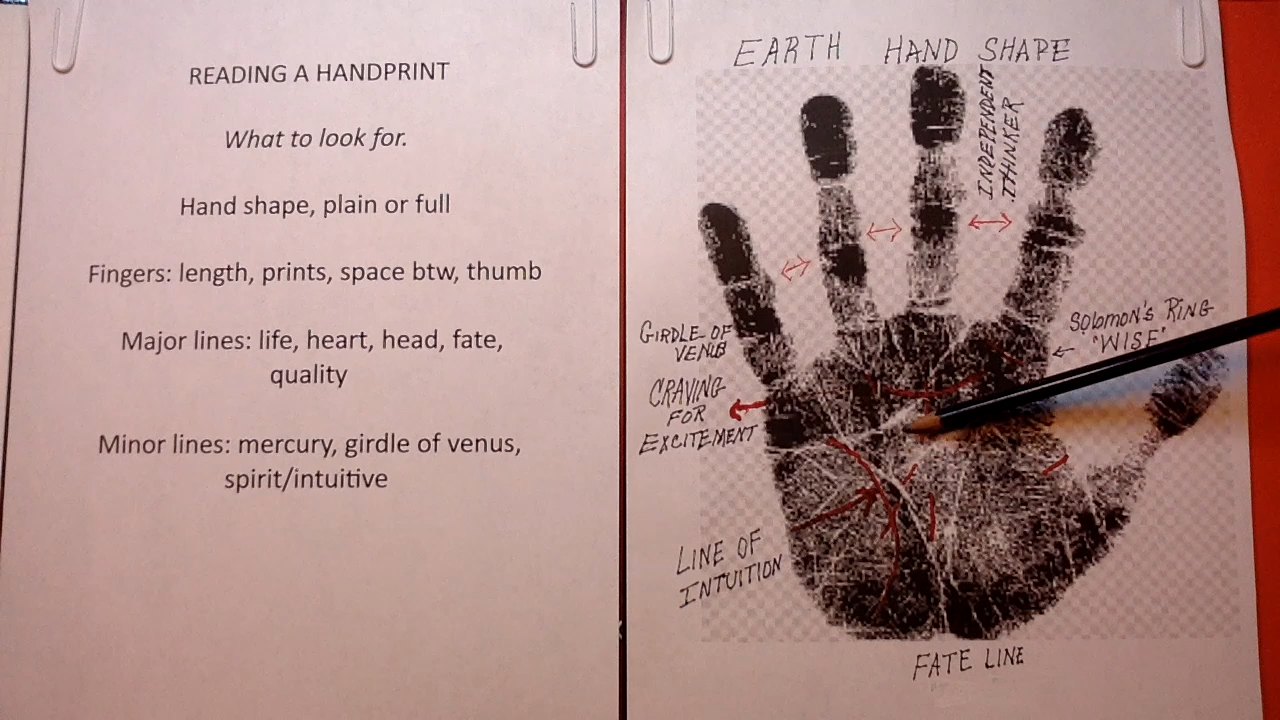 READING A HANDPRINT
What to look for.
Hand shape, plain or full
Fingers: length, prints, space btw, thumb
Major lines: life, heart, head, fate,
quality
Minor lines: mercury, girdle of venus,
spirit/intuitive
EARTH HAND SHAPE
INDEPENDENT
THINKER
SOLOMON'S RING
"WISE"
GIRDLE OF
VENUS
CRAVING
FOR
EXCITEMENT
LINE OF
INTUITION
FATE LINE